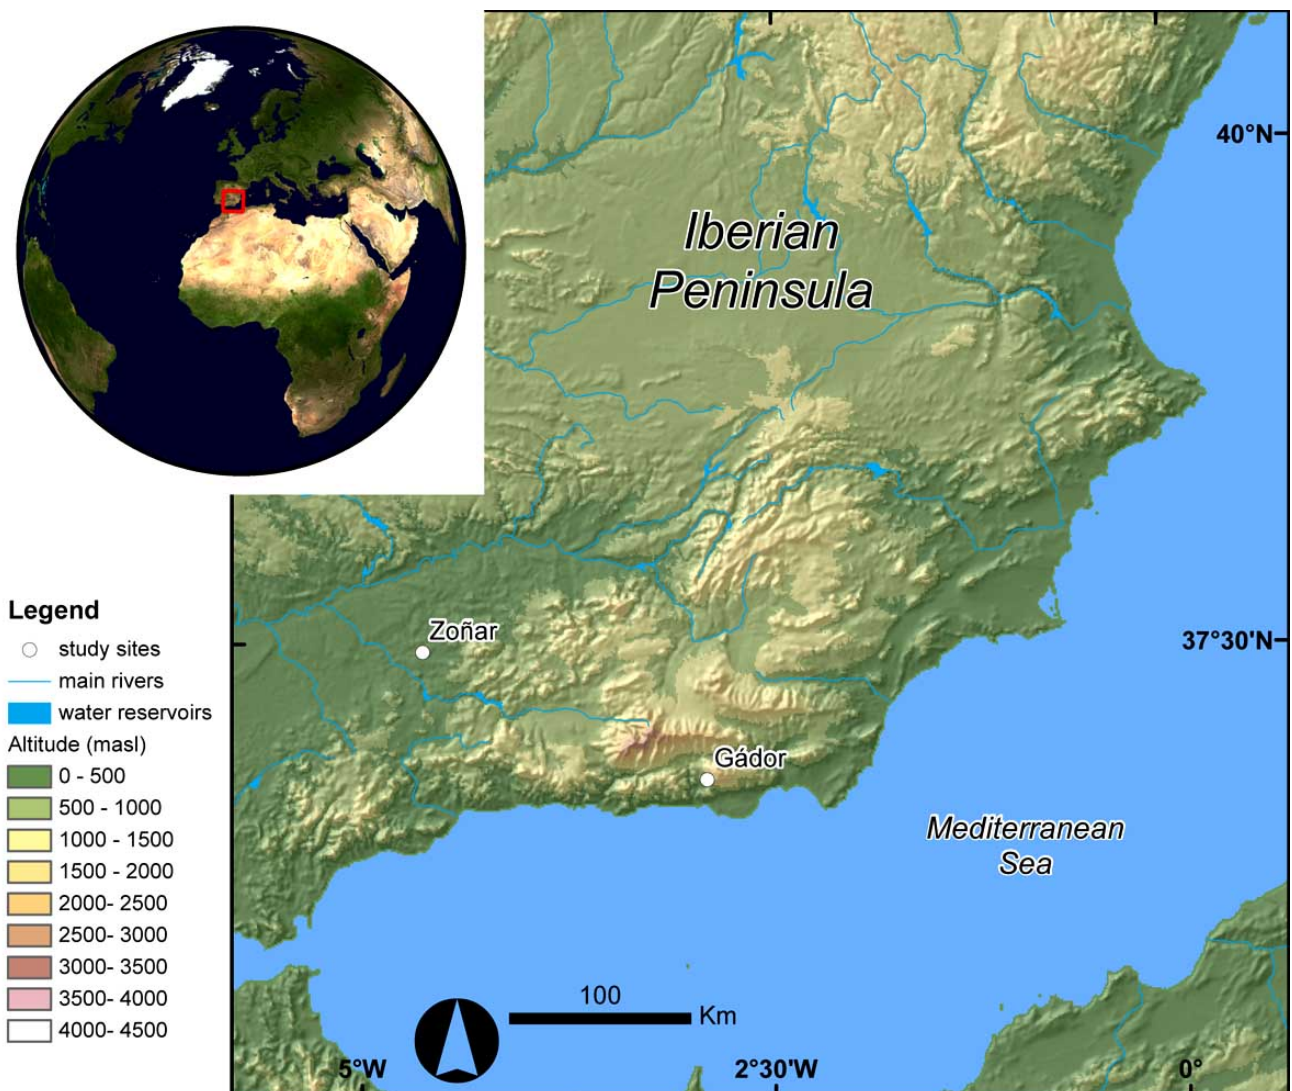 40°N
Iberian
Peninsula
Legend
study sites
main rivers
water reservoirs
Altitude (masl)
0 - 500
500 - 1000
1000 - 1500
1500 - 2000
2000- 2500
2500- 3000
3000- 3500
3500- 4000
4000- 4500
Zoñar
37°30'N
Gádor
Mediterranean
Sea
100
Km
5°W
2°30'W
0°